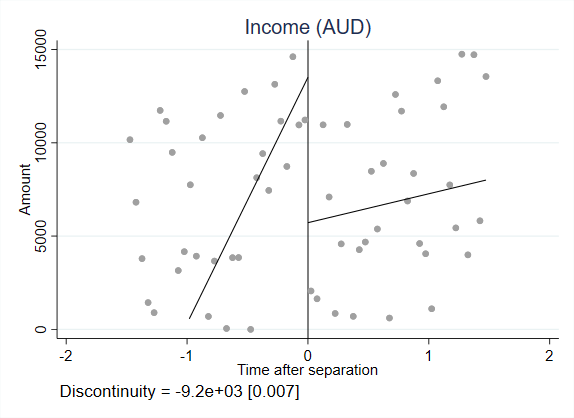 Income (AUD)
15000
10000
5000
0
Amount
-2 -1 0 1 2
Time after separation
Discontinuity = -9.2e+03 [0.007]